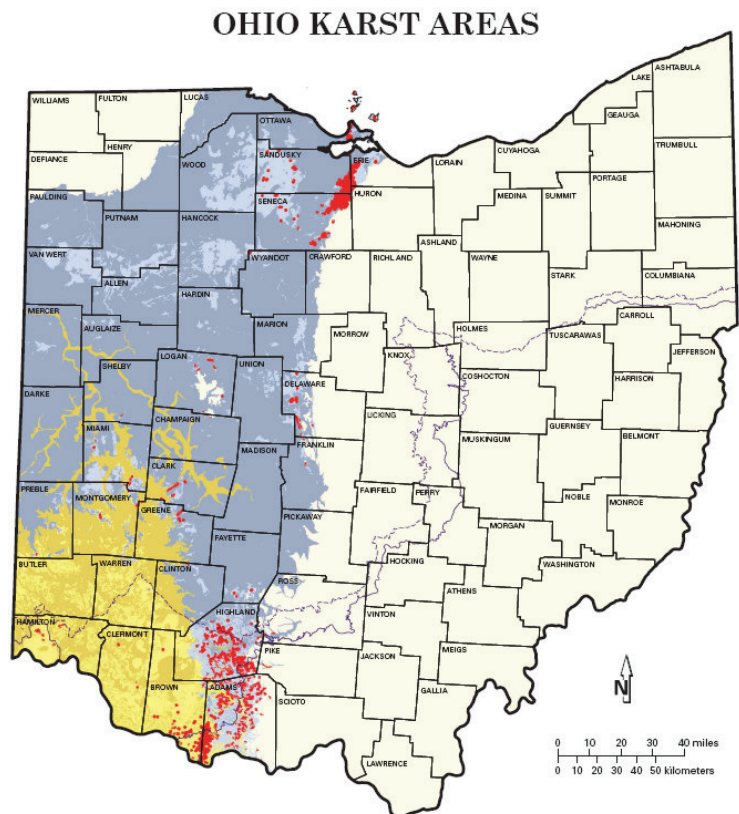 OHIO KARST AREAS
WILLIAMS
FULTON
LUCAS
OTTAWA
LAKE
ASHTABULA
GEAUGA
HENRY
WOOD
SANDUSKY
ERIE
LORAIN
CUYAHOGA
TRUMBULL
DEFIANCE
PORTAGE
PAULDING
SENECA
HURON
MEDINA
SUMMIT
PUTNAM
HANCOCK
MAHONING
ASHLAND
VAN WERT
WYANDOT
CRAWFORD
RICHLAND
WAYNE
STARK
COLUMBIANA
ALLEN
HARDIN
MERCER
MARION
CARROLL
AUGLAIZE
MORROW
HOLMES
TUSCARAWAS
LOGAN
UNION
KNOX
JEFFERSON
SHELBY
COSHOCTON
HARRISON
DARKE
DELAWARE
CHAMPAIGN
LICKING
MIAMI
GUERNSEY
BELMONT
MADISON
FRANKLIN
MUSKINGUM
CLARK
PREBLE
MONTGOMERY
FAIRFIELD
PERRY
NOBLE
MONROE
GREENE
PICKAWAY
MORGAN
FAYETTE
BUTLER
WARREN
CLINTON
HOCKING
WASHINGTON
ROSS
ATHENS
HAMILTON
HIGHLAND
VINTON
CLERMONT
PIKE
MEIGS
JACKSON
BROWN
ADAMS
SCIOTO
GALLIA
N
LAWRENCE
0 10 20 30 40 miles
0 10 20 30 40 50 kilometers